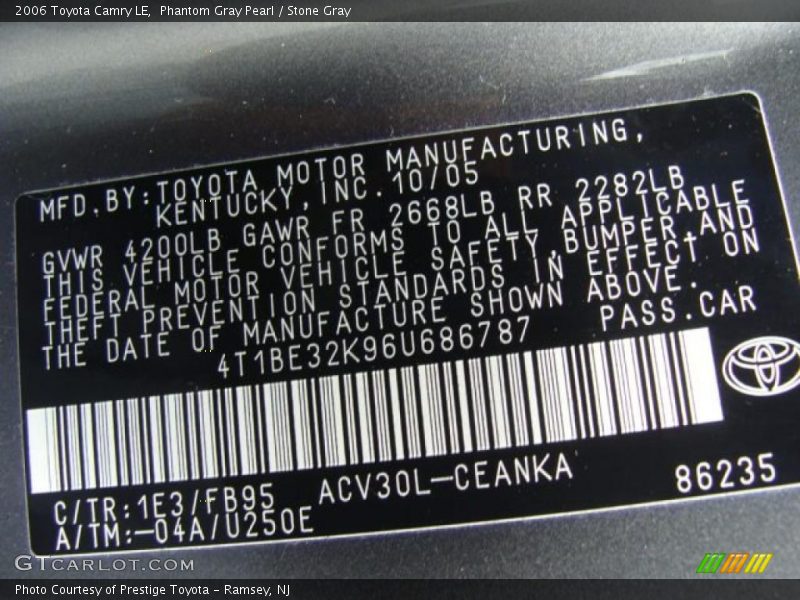 2006 Toyota Camry LE,  Phantom Gray Pearl / Stone Gray
MFD.BY:TOYOTA MOTOR MANUFACTURING,
KENTUCKY,INC.10/05
GVWR 4200LB GAWR FR 2668LB RR 2282LB
THIS VEHICLE CONFORMS TO ALL APPLICABLE
FEDERAL MOTOR VEHICLE SAFETY,BUMPER,AND
THEFT PREVENTION STANDARDS IN EFFECT ON
THE DATE OF MANUFACTURE SHOWN ABOVE.
4T1BE32K96U686787 PASS.CAR
C/TR:1E3/FB95 ACV30L-CEANKA 86235
A/TM:-04A/U250E
GTCARLOT.COM
Photo Courtesy of Prestige Toyota - Ramsey, NJ